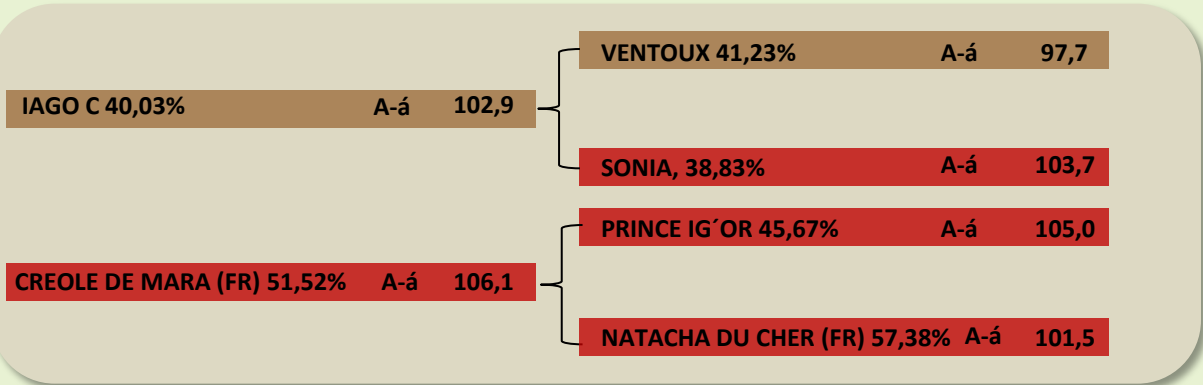 VENTOUX 41,23% A-á 97,7
IAGO C 40,03% A-á 102,9
SONIA, 38,83% A-á 103,7
PRINCE IG´OR 45,67% A-á 105,0
CREOLE DE MARA (FR) 51,52% A-á 106,1
NATACHA DU CHER (FR) 57,38% A-á 101,5